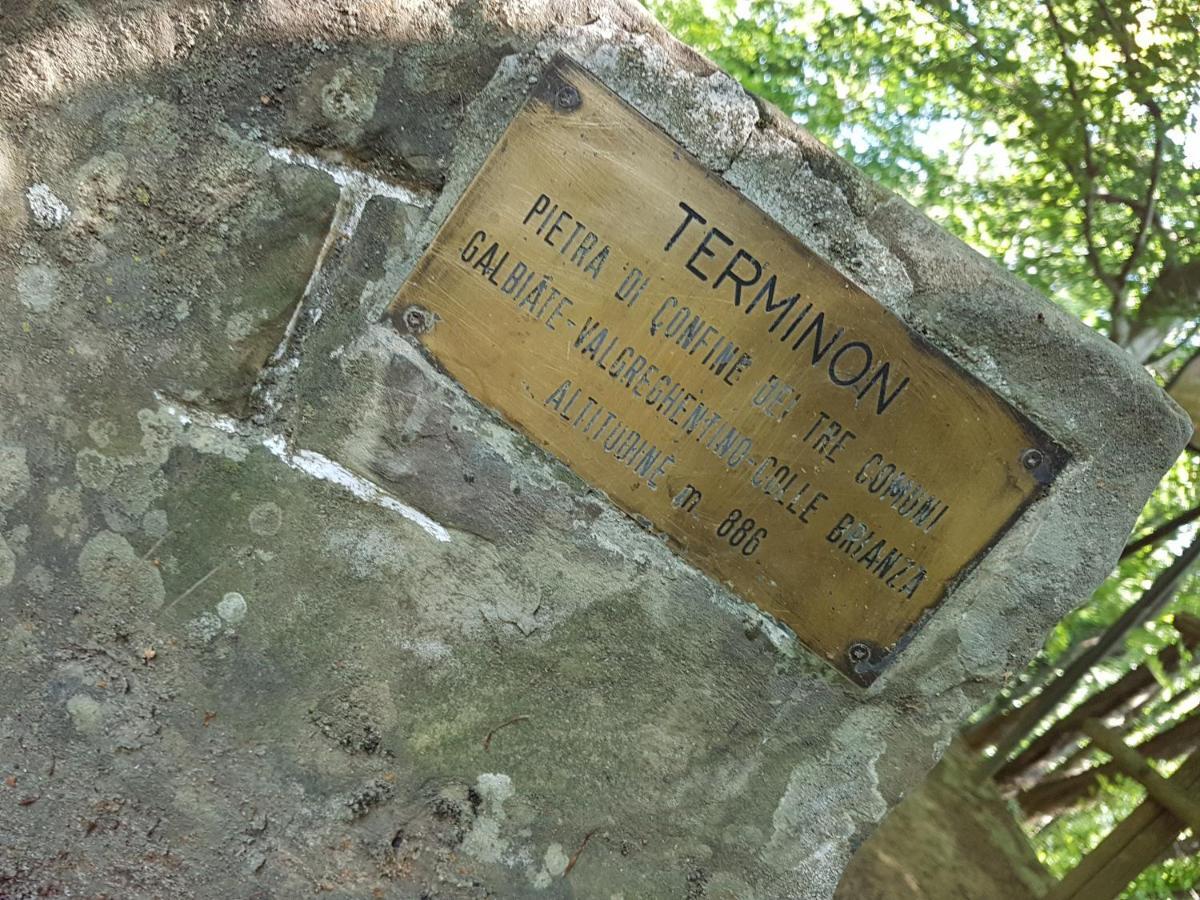 TERMINON
PIETRA DI CONFINE DEI TRE COMUNI
GALBIATE-VALGREGHENTINO-COLLE BRIANZA
ALTITUDINE m 886
I